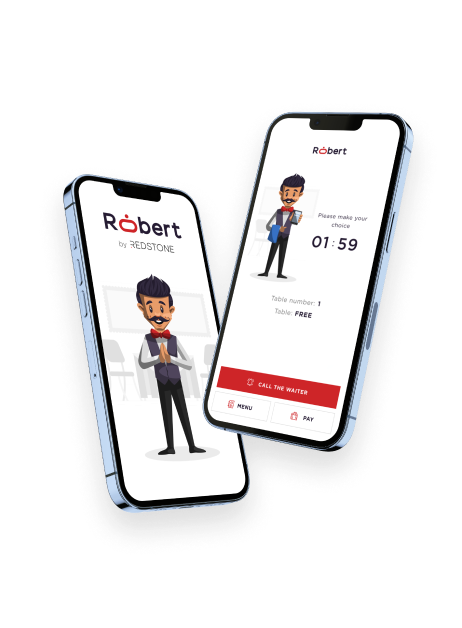 Robert
by REDSTONE
Robert
Please make your
choice
01:59
Table number: 1
Table: FREE
CALL THE WAITER
MENU
PAY